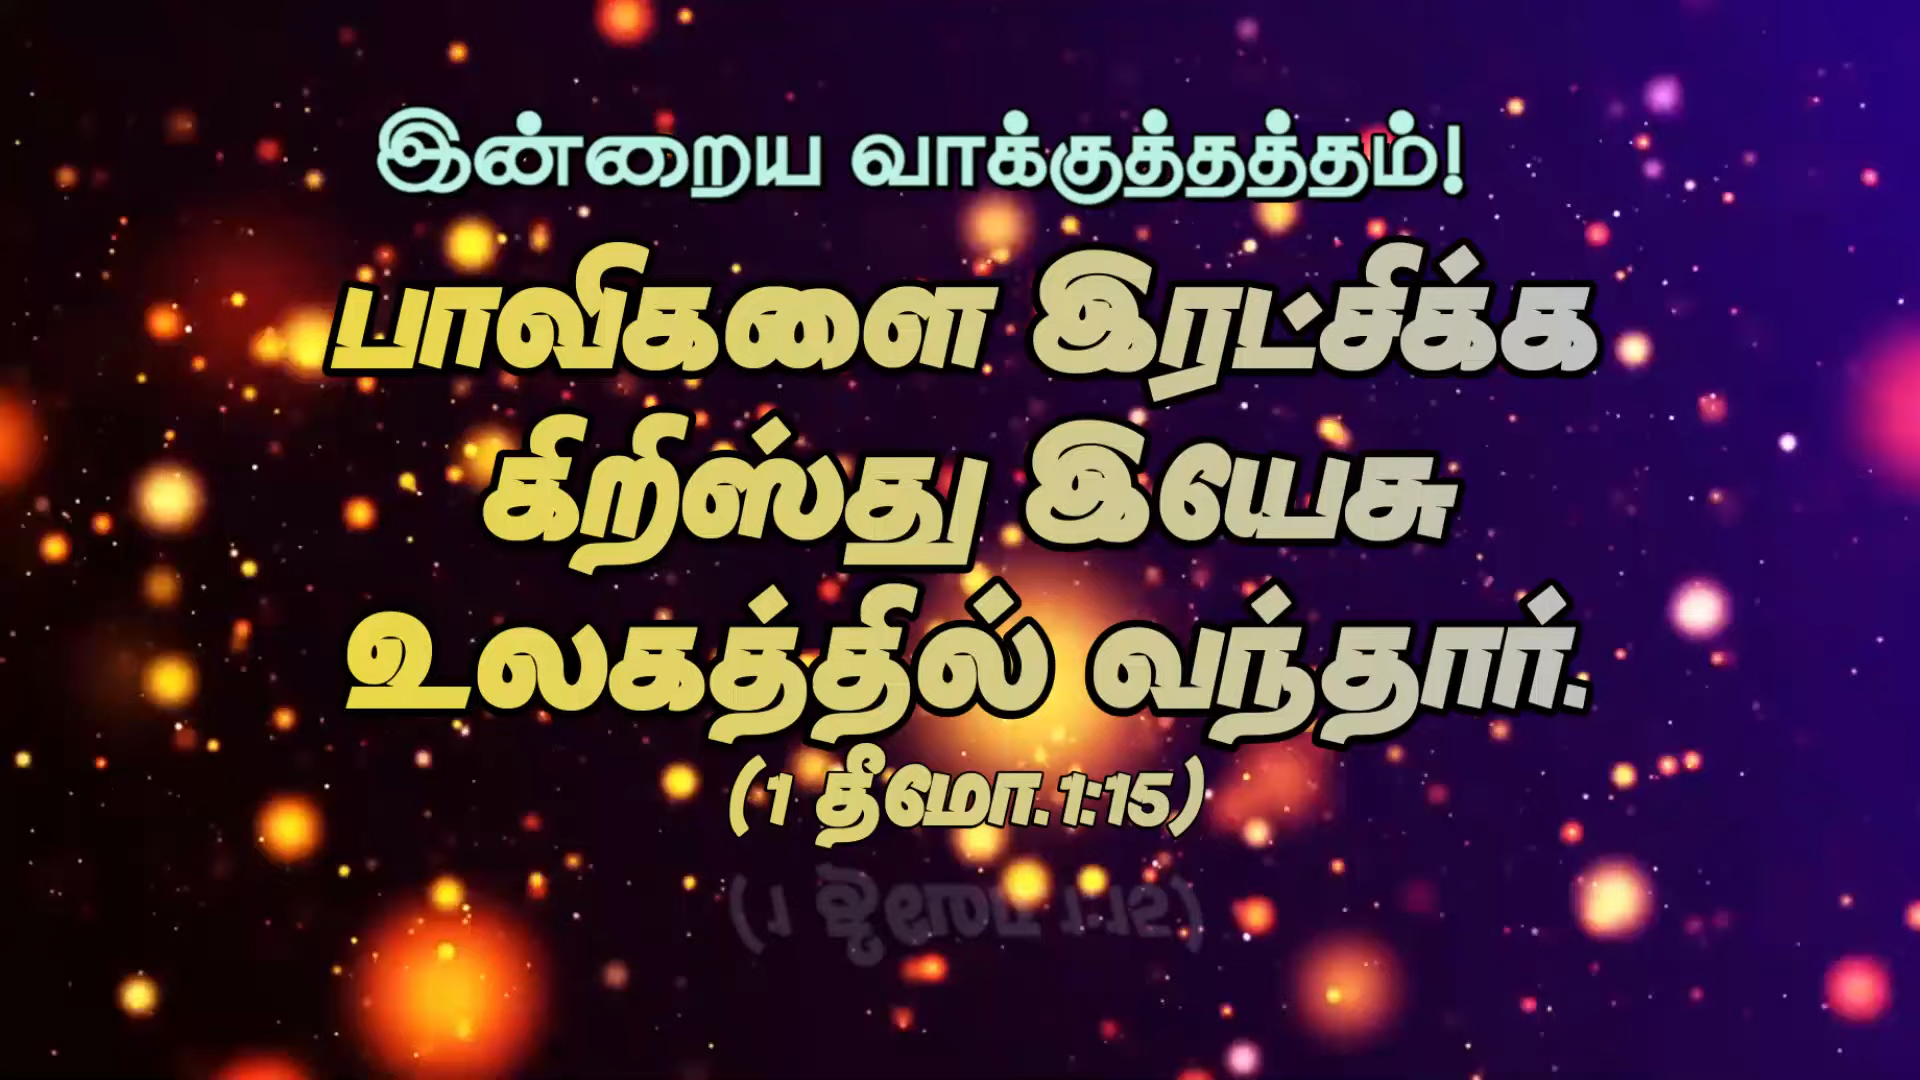 இன்றைய வாக்குத்தத்தம்!
பாவிகளை இரட்சிக்க
கிறிஸ்து இயேசு
உலகத்தில் வந்தார்.
(1 தீமோ.1:15)